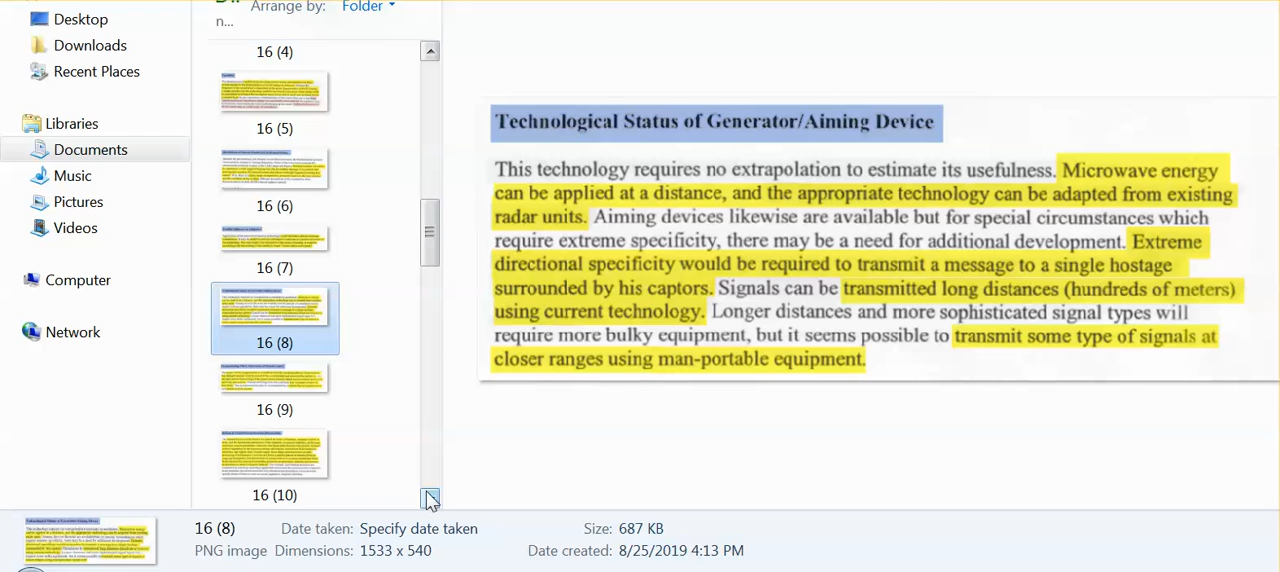 Desktop
Downloads
Recent Places
Libraries
Documents
Music
Pictures
Videos
Computer
Network
Arrange by: Folder
n...
16 (4)
16 (5)
16 (6)
16 (7)
16 (8)
16 (9)
16 (10)
Technological Status of Generator/Aiming Device
This technology requires no extrapolation to estimate its usefulness. Microwave energy
can be applied at a distance, and the appropriate technology can be adapted from existing
radar units. Aiming devices likewise are available but for special circumstances which
require extreme specificity, there may be a need for additional development. Extreme
directional specificity would be required to transmit a message to a single hostage
surrounded by his captors. Signals can be transmitted long distances (hundreds of meters)
using current technology. Longer distances and more sophisticated signal types will
require more bulky equipment, but it seems possible to transmit some type of signals at
closer ranges using man-portable equipment.
16 (8) Date taken: Specify date taken Size: 687 KB
PNG image Dimensions: 1533 x 540 Date created: 8/25/2019 4:13 PM